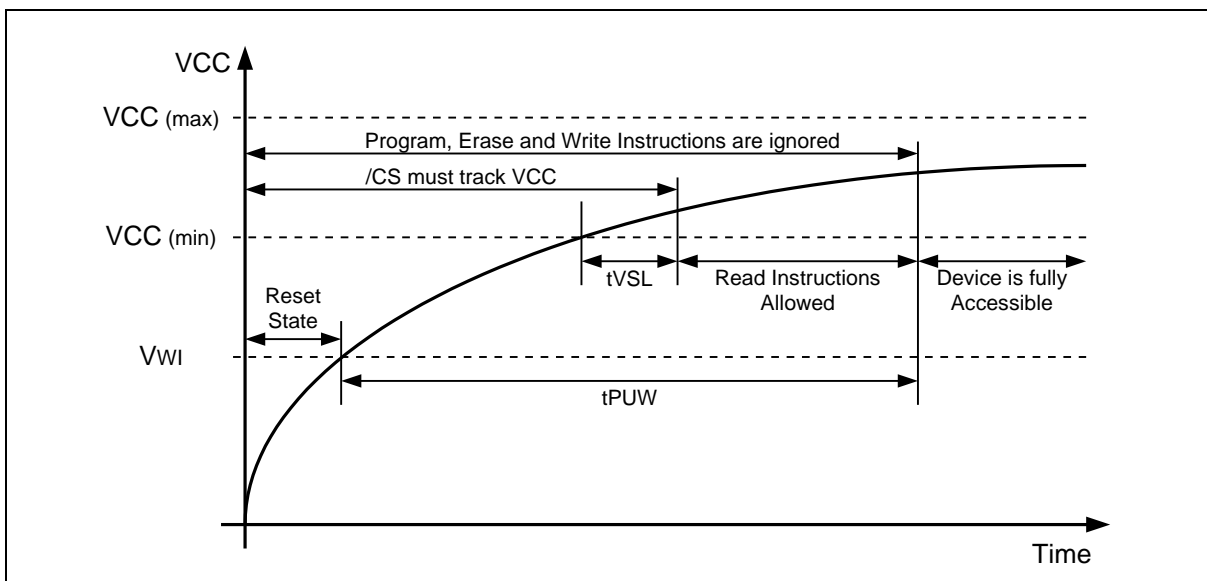 VCC
VCC (max)
Program, Erase and Write Instructions are ignored
/CS must track VCC
VCC (min)
tVSL
Read Instructions
Allowed
Device is fully
Accessible
Reset
State
VWI
tPUW
Time